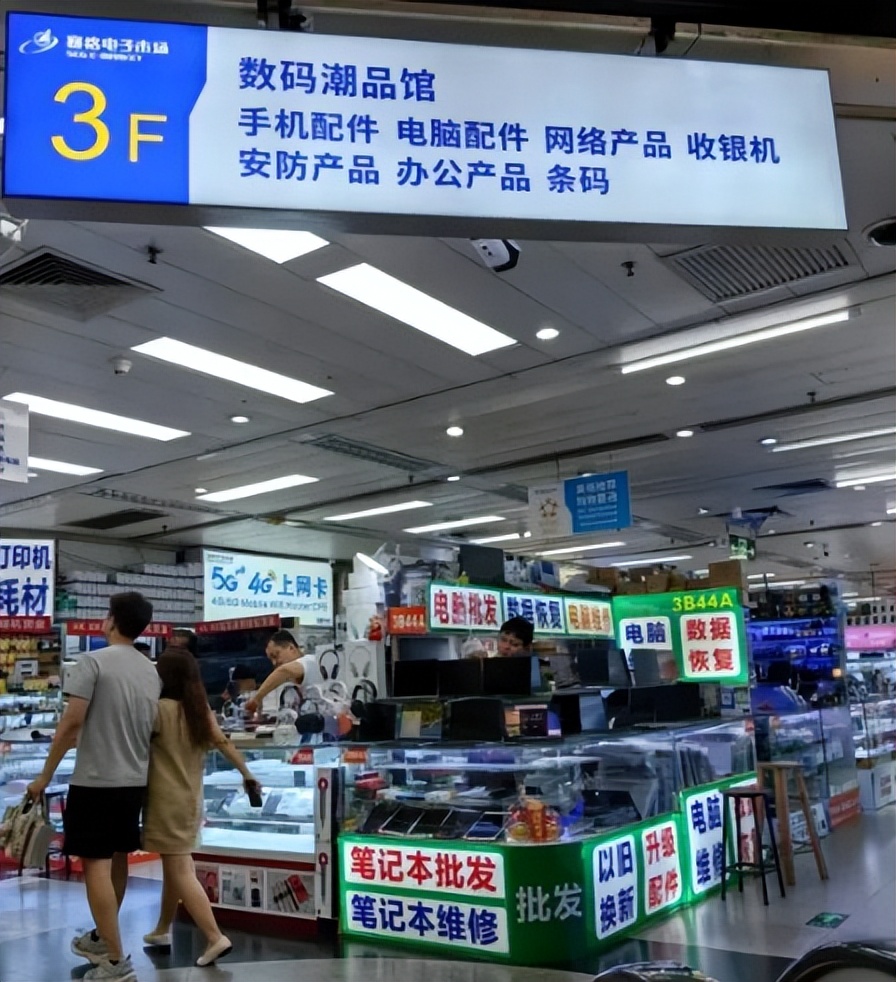 赛格电子市场
SEG E-MARKET
3F
数码潮品馆
手机配件 电脑配件 网络产品 收银机
安防产品 办公产品 条码
打印机
耗材
5G 4G 上网卡
3B44A
电脑批发
数据恢复
电脑维修
3B44A
电脑
数据
恢复
笔记本批发
笔记本维修
批发
以旧
换新
升级
配件
电脑
维修